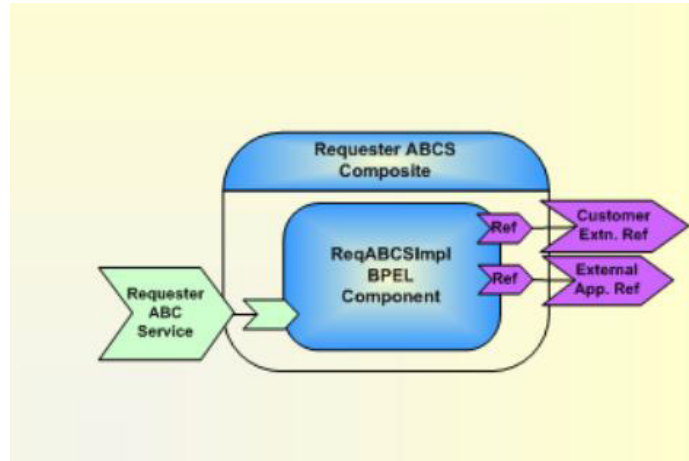 Requester ABCS
Composite
Ref
Customer
Extn. Ref
ReqABCSImpl
BPEL
Component
Ref
External
App. Ref
Requester
ABC
Service